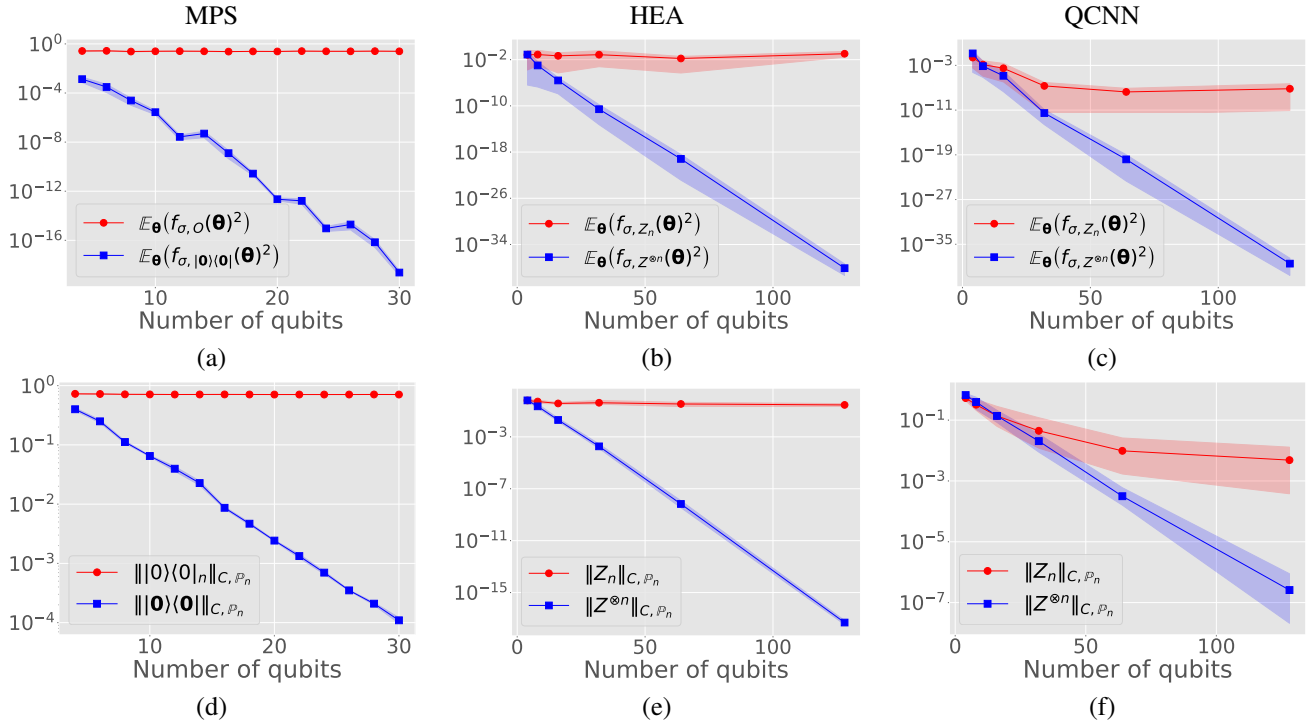 MPS HEA QCNN
10⁰
10⁻⁴
10⁻⁸
10⁻¹²
10⁻¹⁶
𝔼_𝛉(f_{σ,O}(𝛉)²)
𝔼_𝛉(f_{σ,|𝟎⟩⟨𝟎|}(𝛉)²)
10 20 30
Number of qubits
(a)
10⁻²
10⁻¹⁰
10⁻¹⁸
10⁻²⁶
10⁻³⁴
𝔼_𝛉(f_{σ,Z_n}(𝛉)²)
𝔼_𝛉(f_{σ,Z^{⊗n}}(𝛉)²)
0 50 100
Number of qubits
(b)
10⁻³
10⁻¹¹
10⁻¹⁹
10⁻²⁷
10⁻³⁵
𝔼_𝛉(f_{σ,Z_n}(𝛉)²)
𝔼_𝛉(f_{σ,Z^{⊗n}}(𝛉)²)
0 50 100
Number of qubits
(c)
10⁰
10⁻¹
10⁻²
10⁻³
10⁻⁴
‖|0⟩⟨0|_n‖_{C,ℙ_n}
‖|𝟎⟩⟨𝟎|‖_{C,ℙ_n}
10 20 30
Number of qubits
(d)
10⁻³
10⁻⁷
10⁻¹¹
10⁻¹⁵
‖Z_n‖_{C,ℙ_n}
‖Z^{⊗n}‖_{C,ℙ_n}
0 50 100
Number of qubits
(e)
10⁻¹
10⁻³
10⁻⁵
10⁻⁷
‖Z_n‖_{C,ℙ_n}
‖Z^{⊗n}‖_{C,ℙ_n}
0 50 100
Number of qubits
(f)